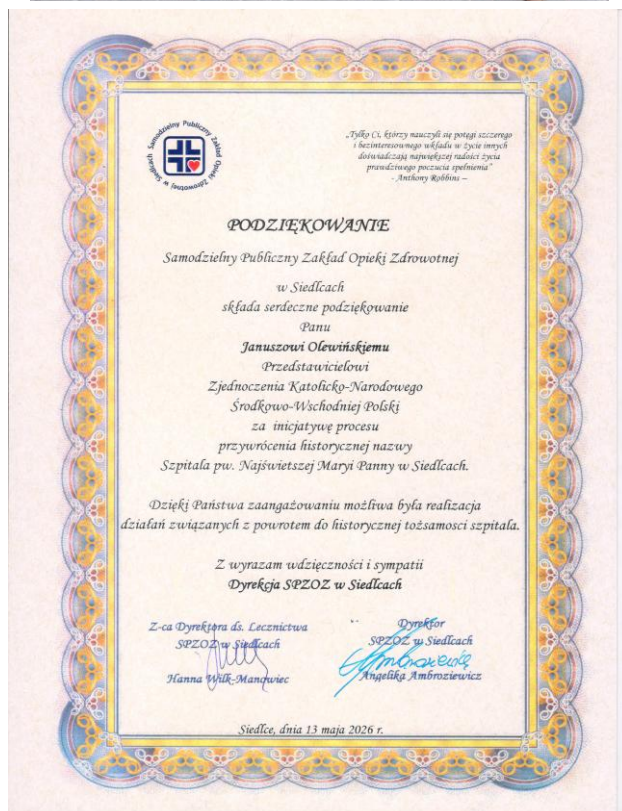 Samodzielny Publiczny Zakład Opieki Zdrowotnej w Siedlcach
„Tylko Ci, którzy nauczyli się potęgi szczerego
i bezinteresownego wkładu w życie innych
doświadczają największej radości życia
prawdziwego poczucia spełnienia”
- Anthony Robbins –
PODZIĘKOWANIE
Samodzielny Publiczny Zakład Opieki Zdrowotnej
w Siedlcach
składa serdeczne podziękowanie
Panu
Januszowi Olewińskiemu
Przedstawicielowi
Zjednoczenia Katolicko-Narodowego
Środkowo-Wschodniej Polski
za inicjatywę procesu
przywrócenia historycznej nazwy
Szpitala pw. Najświetszej Maryi Panny w Siedlcach.
Dzięki Państwa zaangażowaniu możliwa była realizacja
działań związanych z powrotem do historycznej tożsamosci szpitala.
Z wyrazam wdzięczności i sympatii
Dyrekcja SPZOZ w Siedlcach
Z-ca Dyrektora ds. Lecznictwa
SPZOZ w Siedlcach
Hanna Wilk-Manowiec
Dyrektor
SPZOZ w Siedlcach
Angelika Ambroziewicz
Siedlce, dnia 13 maja 2026 r.